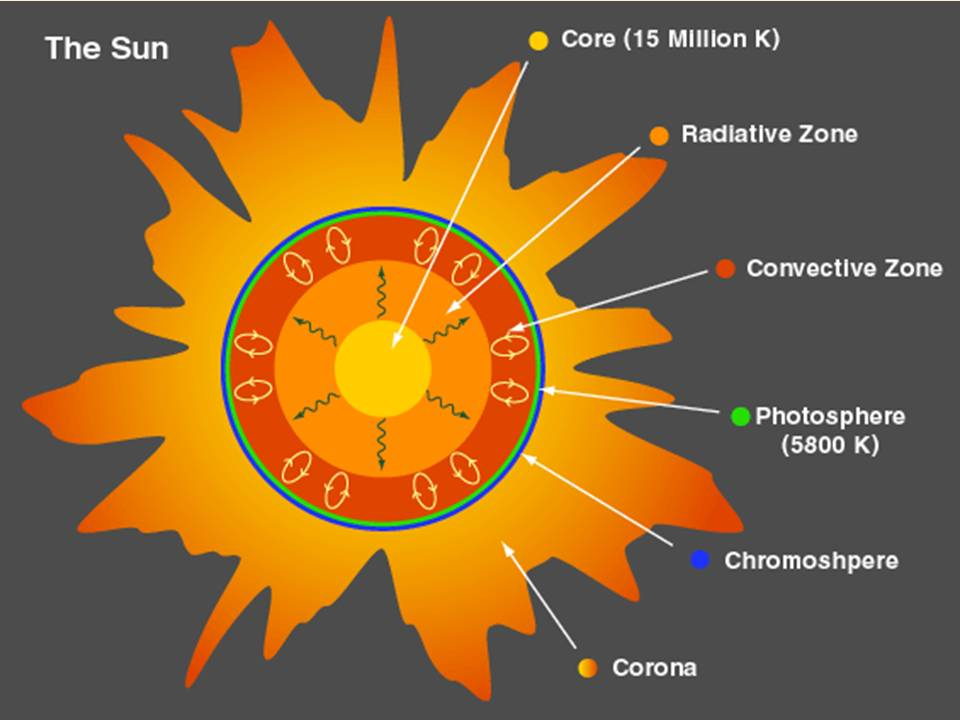 The Sun
Core (15 Million K)
Radiative Zone
Convective Zone
Photosphere
(5800 K)
Chromoshpere
Corona